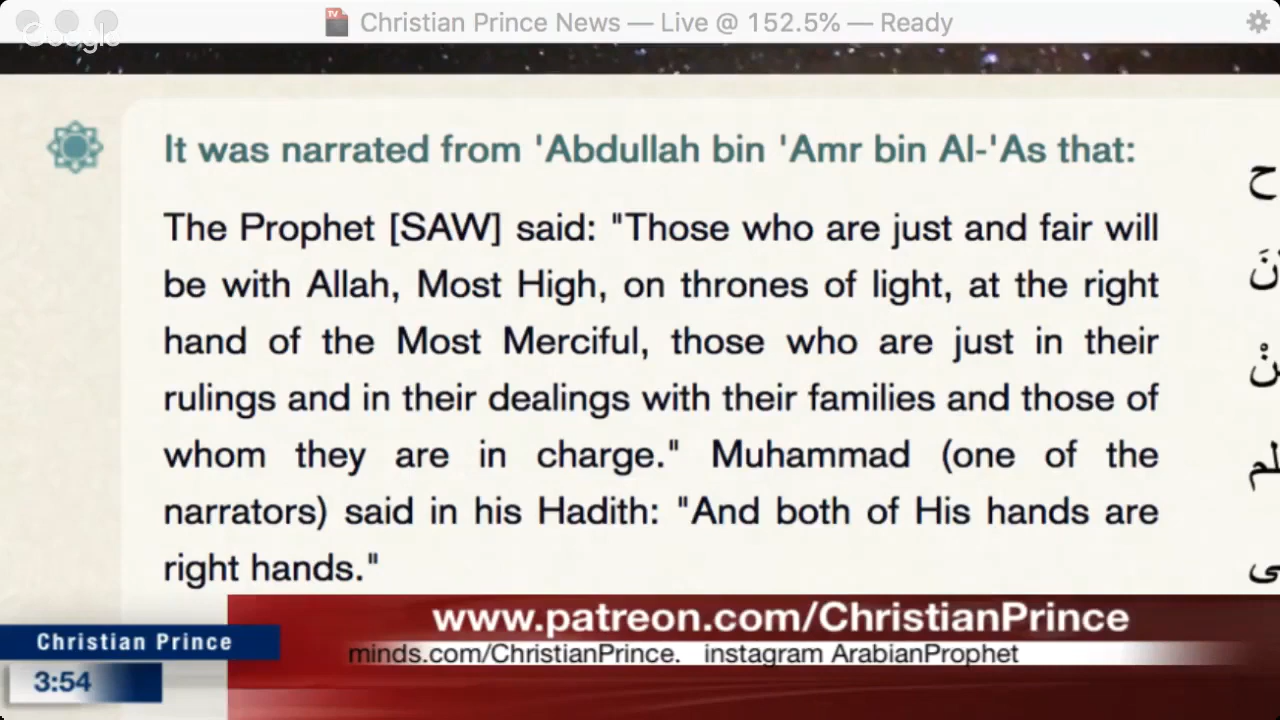 Christian Prince News — Live @ 152.5% — Ready
Google
It was narrated from 'Abdullah bin 'Amr bin Al-'As that:
The Prophet [SAW] said: "Those who are just and fair will
be with Allah, Most High, on thrones of light, at the right
hand of the Most Merciful, those who are just in their
rulings and in their dealings with their families and those of
whom they are in charge." Muhammad (one of the
narrators) said in his Hadith: "And both of His hands are
right hands."
www.patreon.com/ChristianPrince
Christian Prince
minds.com/ChristianPrince. instagram ArabianProphet
3:54